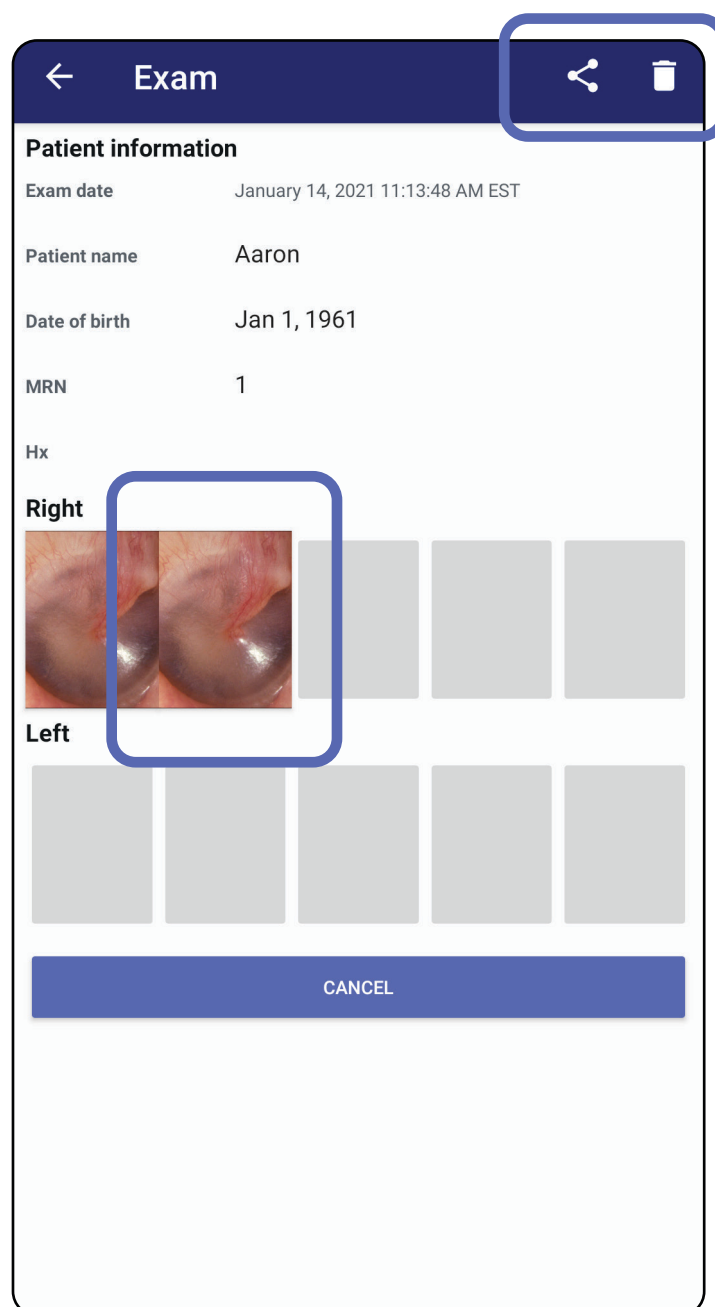 Exam
Patient information
Exam date January 14, 2021 11:13:48 AM EST
Patient name Aaron
Date of birth Jan 1, 1961
MRN 1
Hx
Right
Left
CANCEL